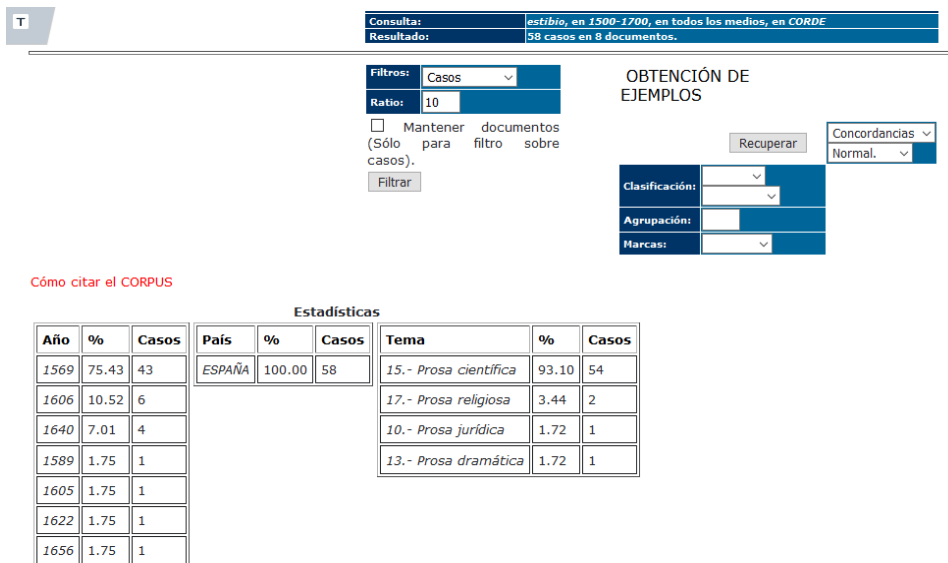 T
Consulta: estibio, en 1500-1700, en todos los medios, en CORDE
Resultado: 58 casos en 8 documentos.
Filtros: Casos
Ratio: 10
Mantener documentos
(Sólo para filtro sobre
casos).
Filtrar
OBTENCIÓN DE
EJEMPLOS
Recuperar
Concordancias
Normal.
Clasificación:
Agrupación:
Marcas:
Cómo citar el CORPUS
Estadísticas
Año % Casos
1569 75.43 43
1606 10.52 6
1640 7.01 4
1589 1.75 1
1605 1.75 1
1622 1.75 1
1656 1.75 1
País % Casos
ESPAÑA 100.00 58
Tema % Casos
15.- Prosa científica 93.10 54
17.- Prosa religiosa 3.44 2
10.- Prosa jurídica 1.72 1
13.- Prosa dramática 1.72 1